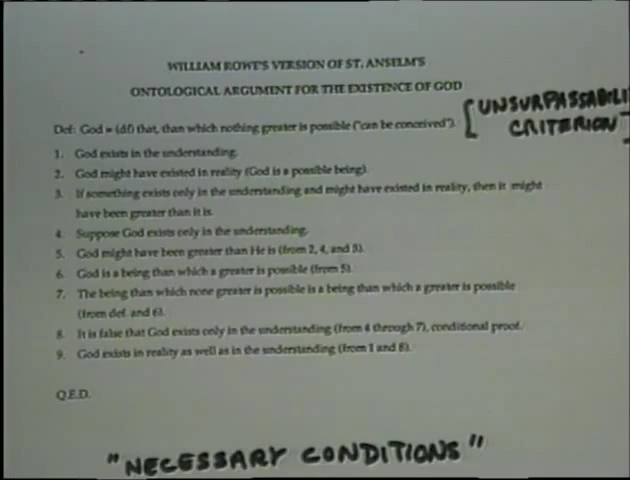 WILLIAM ROWE'S VERSION OF ST. ANSELM'S
ONTOLOGICAL ARGUMENT FOR THE EXISTENCE OF GOD
Def: God = (df) that, than which nothing greater is possible ("can be conceived").
[UNSURPASSABILI
CRITERION]
1. God exists in the understanding.
2. God might have existed in reality (God is a possible being).
3. If something exists only in the understanding and might have existed in reality, then it might
have been greater than it is.
4. Suppose God exists only in the understanding.
5. God might have been greater than He is (from 2, 4, and 3).
6. God is a being than which a greater is possible (from 5).
7. The being than which none greater is possible is a being than which a greater is possible
(from def. and 6).
8. It is false that God exists only in the understanding (from 4 through 7), conditional proof.
9. God exists in reality as well as in the understanding (from 1 and 8).
Q.E.D.
"NECESSARY CONDITIONS"